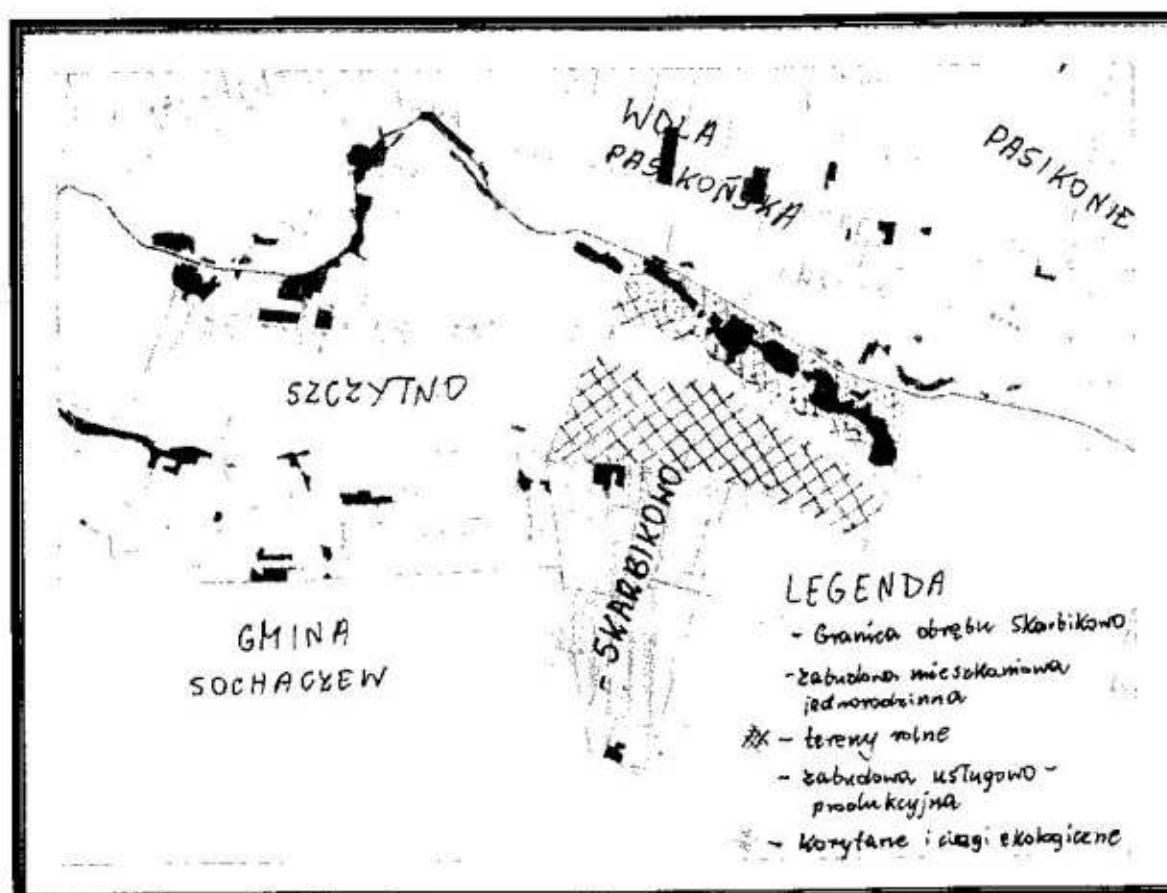 WOLA
PASIKOŃSKA
PASIKONIE
SZCZYTNO
SKARBIKOWO
GMINA
SOCHACZEW
LEGENDA
- Granica obrębu Skarbikowo
- zabudowa mieszkaniowa
jednorodzinna
- tereny rolne
- zabudowa usługowo-
produkcyjna
- Korytarze i ciągi ekologiczne